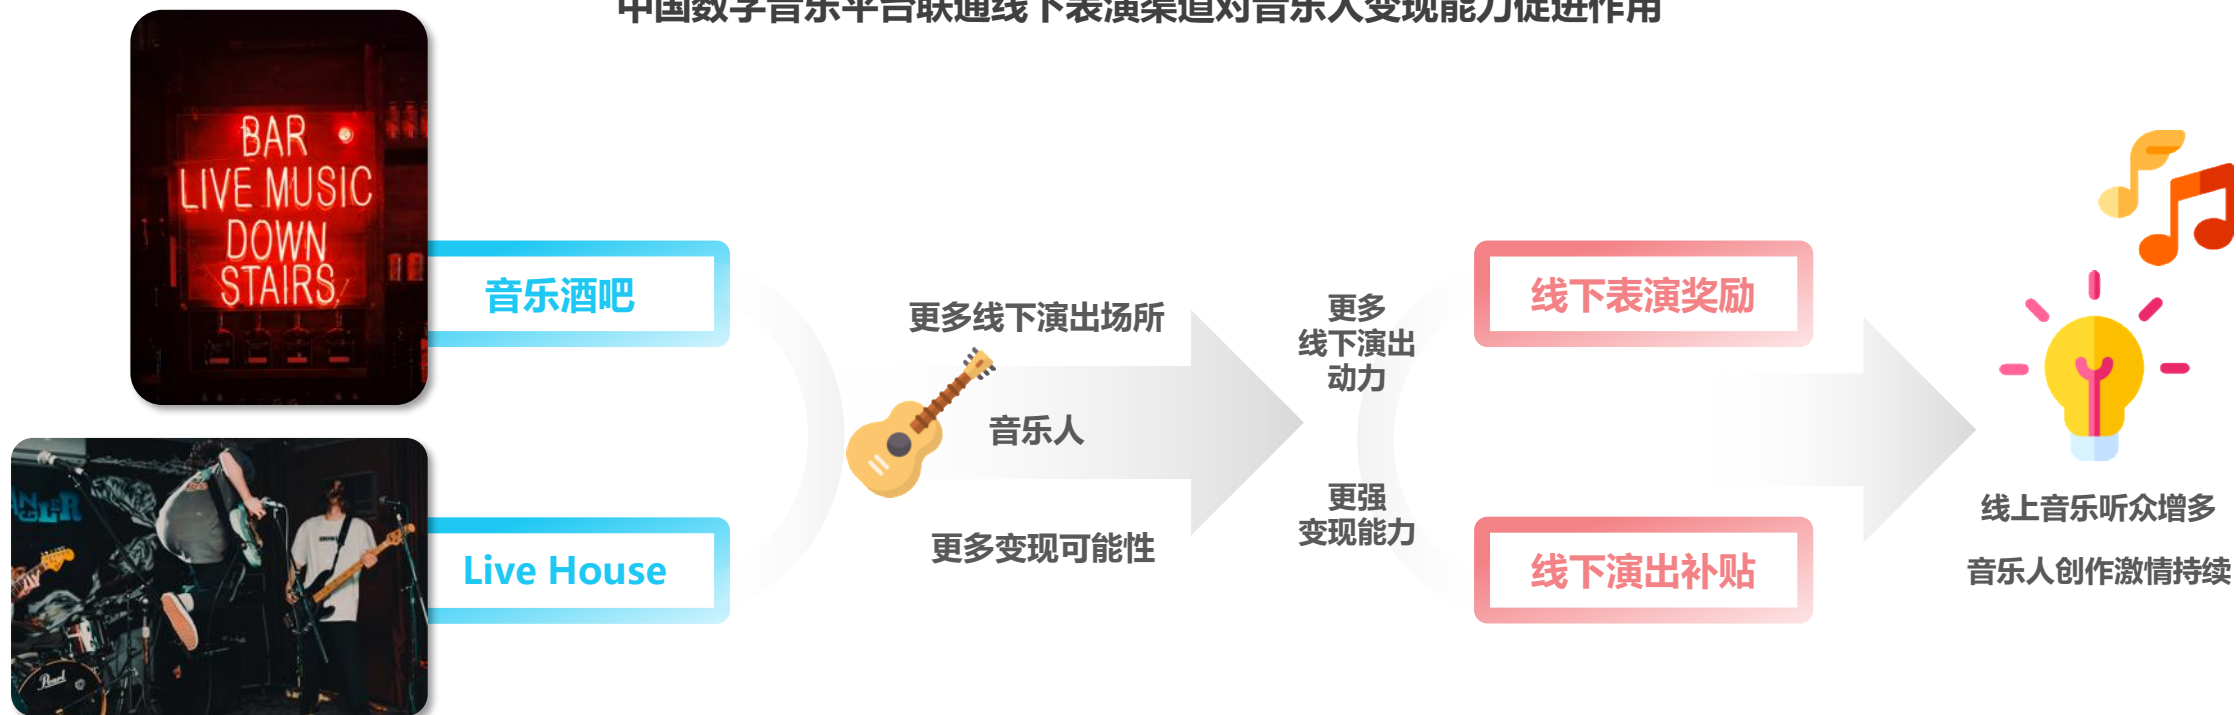 中国数字音乐平台联通线下表演渠道对音乐人变现能力促进作用
BAR
LIVE MUSIC
DOWN
STAIRS
音乐酒吧
Live House
更多线下演出场所
音乐人
更多变现可能性
更多
线下演出
动力
更强
变现能力
线下表演奖励
线下演出补贴
线上音乐听众增多
音乐人创作激情持续
Pearl